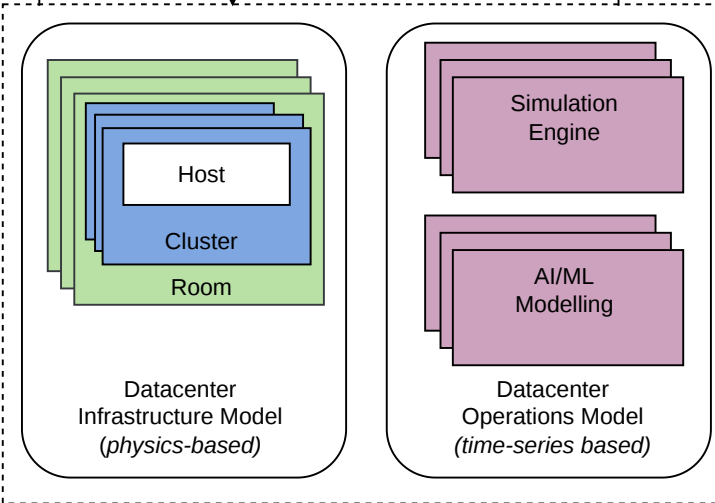 Host
Cluster
Room
Datacenter
Infrastructure Model
(physics-based)
Simulation
Engine
AI/ML
Modelling
Datacenter
Operations Model
(time-series based)